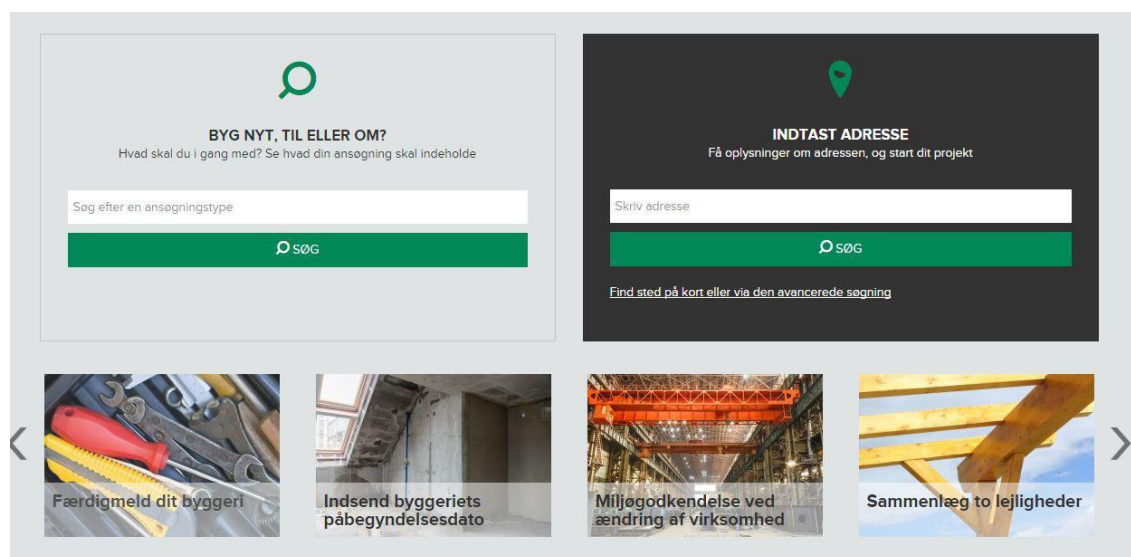 BYG NYT, TIL ELLER OM?
Hvad skal du i gang med? Se hvad din ansøgning skal indeholde
Søg efter en ansøgningstype
SØG
INDTAST ADRESSE
Få oplysninger om adressen, og start dit projekt
Skriv adresse
SØG
Find sted på kort eller via den avancerede søgning
Færdigmeld dit byggeri
Indsend byggeriets
påbegyndelsesdato
Miljøgodkendelse ved
ændring af virksomhed
Sammenlæg to lejligheder